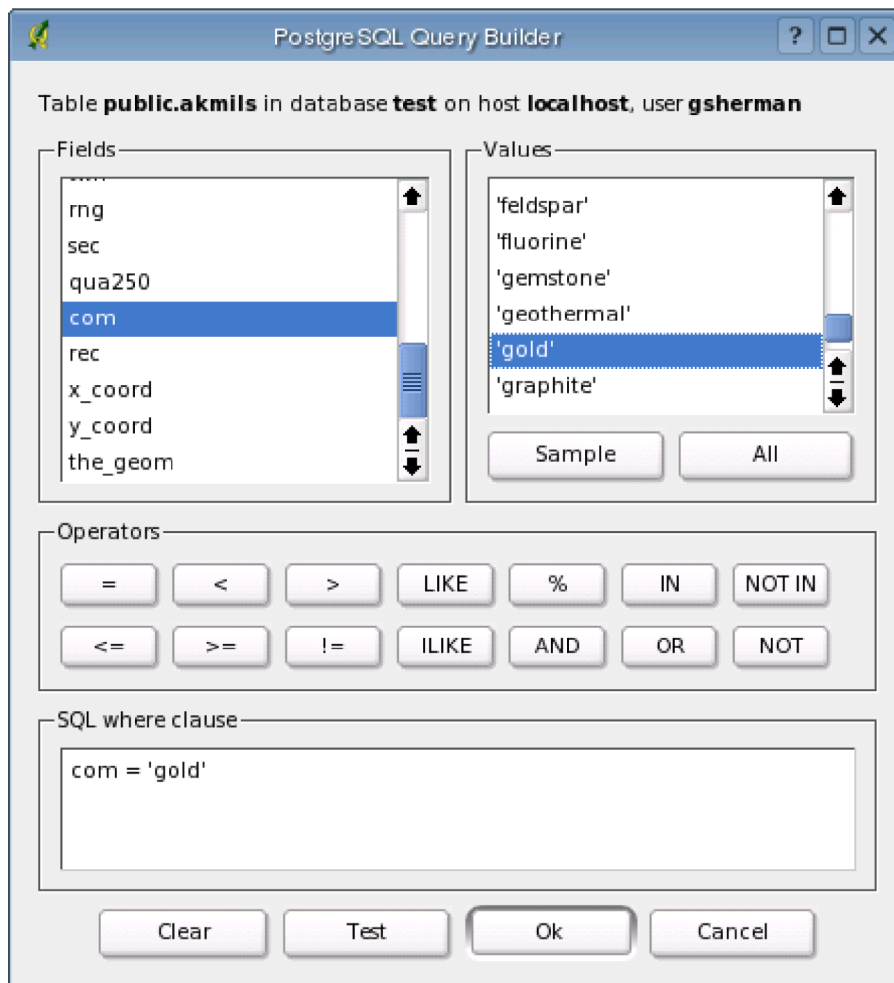 PostgreSQL Query Builder
?
Table public.akmils in database test on host localhost, user gsherman
Fields
rng
sec
qua250
com
rec
x_coord
y_coord
the_geom
Values
'feldspar'
'fluorine'
'gemstone'
'geothermal'
'gold'
'graphite'
Sample All
Operators
= < > LIKE % IN NOT IN
<= >= != ILIKE AND OR NOT
SQL where clause
com = 'gold'
Clear Test Ok Cancel